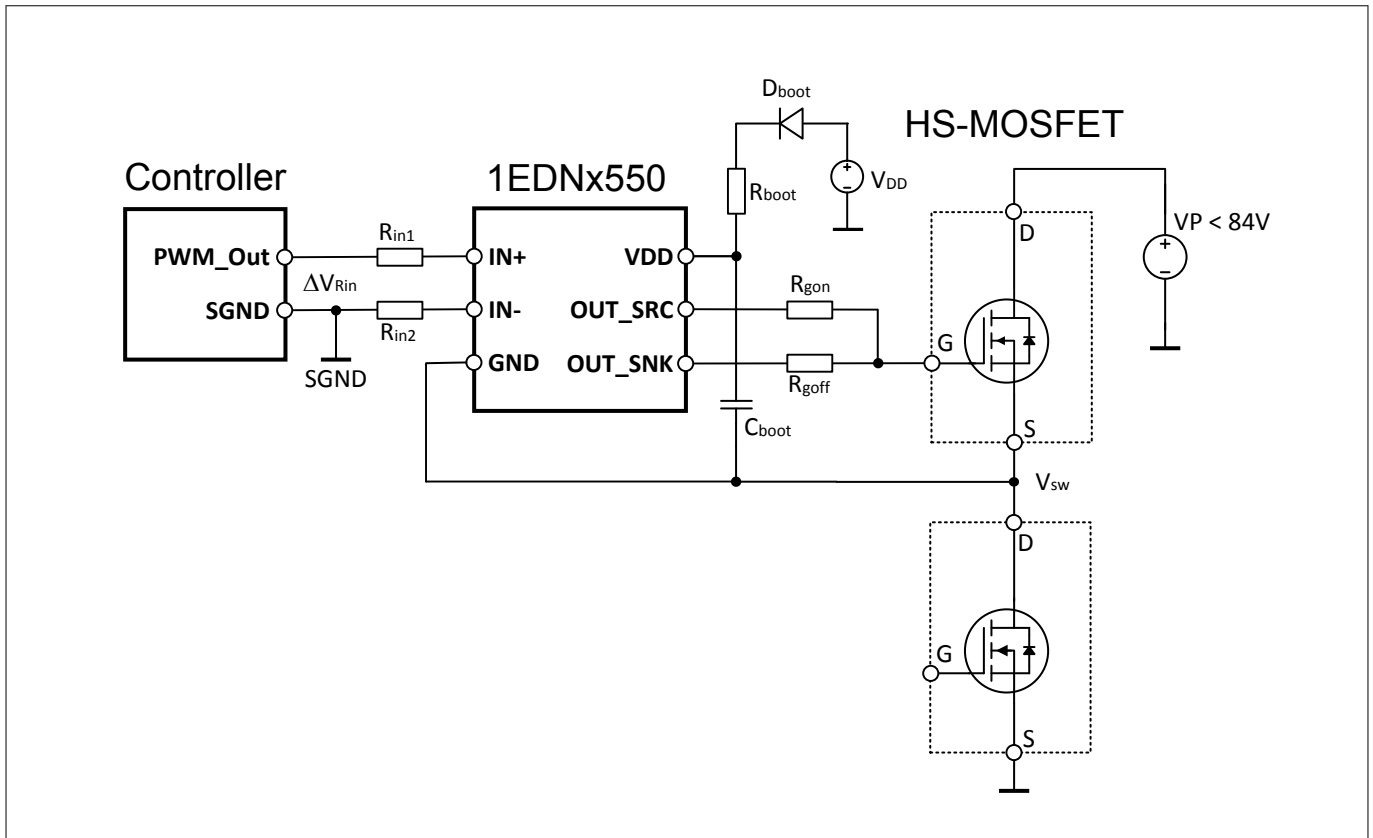 Dboot
HS-MOSFET
Controller
1EDNx550
Rboot
+
-
VDD
D
VP < 84V
+
-
PWM_Out
Rin1
IN+
VDD
ΔVRin
Rgon
SGND
Rin2
IN-
OUT_SRC
G
SGND
GND
OUT_SNK
Rgoff
Cboot
S
Vsw
D
G
S